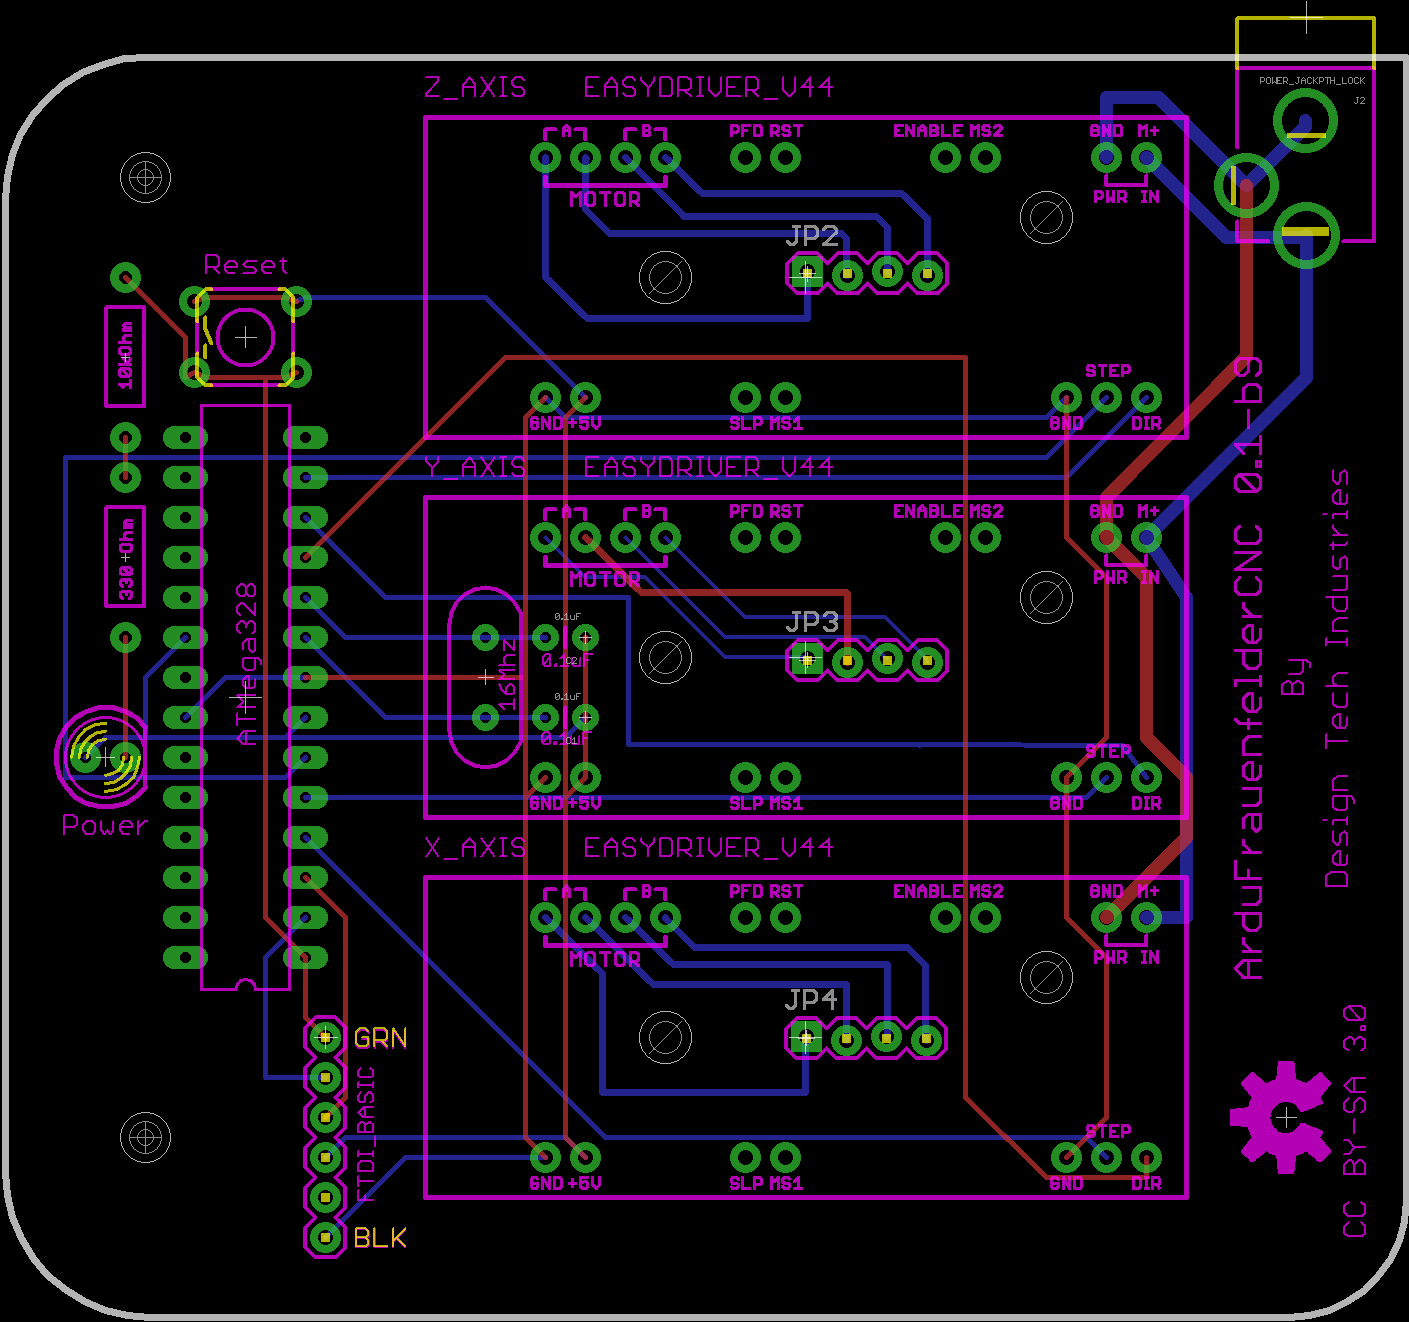 POWER_JACKPTH_LOCK
J2
Z_AXIS EASYDRIVER_V44
A B PFD RST ENABLE MS2 GND M+
MOTOR PWR IN
JP2
STEP
GND +5V SLP MS1 GND DIR
Reset
10kOhm
330 Ohm
ATMega328
Power
Y_AXIS EASYDRIVER_V44
A B PFD RST ENABLE MS2 GND M+
MOTOR PWR IN
JP3
16Mhz
0.1uF
0.1uF
C2
0.1uF
0.1uF
C1
STEP
GND +5V SLP MS1 GND DIR
X_AXIS EASYDRIVER_V44
A B PFD RST ENABLE MS2 GND M+
MOTOR PWR IN
JP4
STEP
GND +5V SLP MS1 GND DIR
GRN
FTDI_BASIC
BLK
ArduFrauenfelderCNC 0.1-b9
By
Design Tech Industries
CC BY-SA 3.0